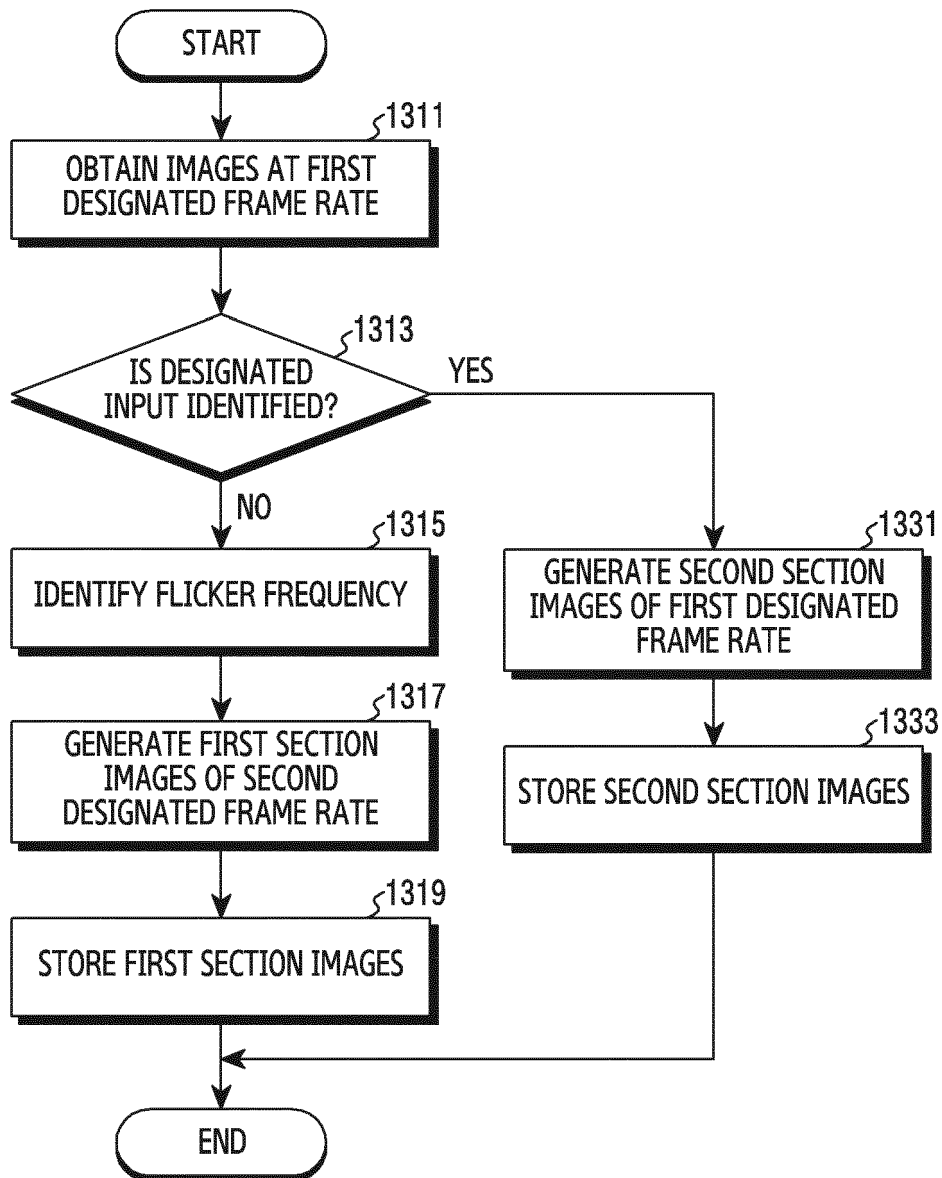 START
1311
OBTAIN IMAGES AT FIRST
DESIGNATED FRAME RATE
1313
IS DESIGNATED
INPUT IDENTIFIED?
YES
NO
1315
IDENTIFY FLICKER FREQUENCY
1317
GENERATE FIRST SECTION
IMAGES OF SECOND
DESIGNATED FRAME RATE
1319
STORE FIRST SECTION IMAGES
1331
GENERATE SECOND SECTION
IMAGES OF FIRST DESIGNATED
FRAME RATE
1333
STORE SECOND SECTION IMAGES
END